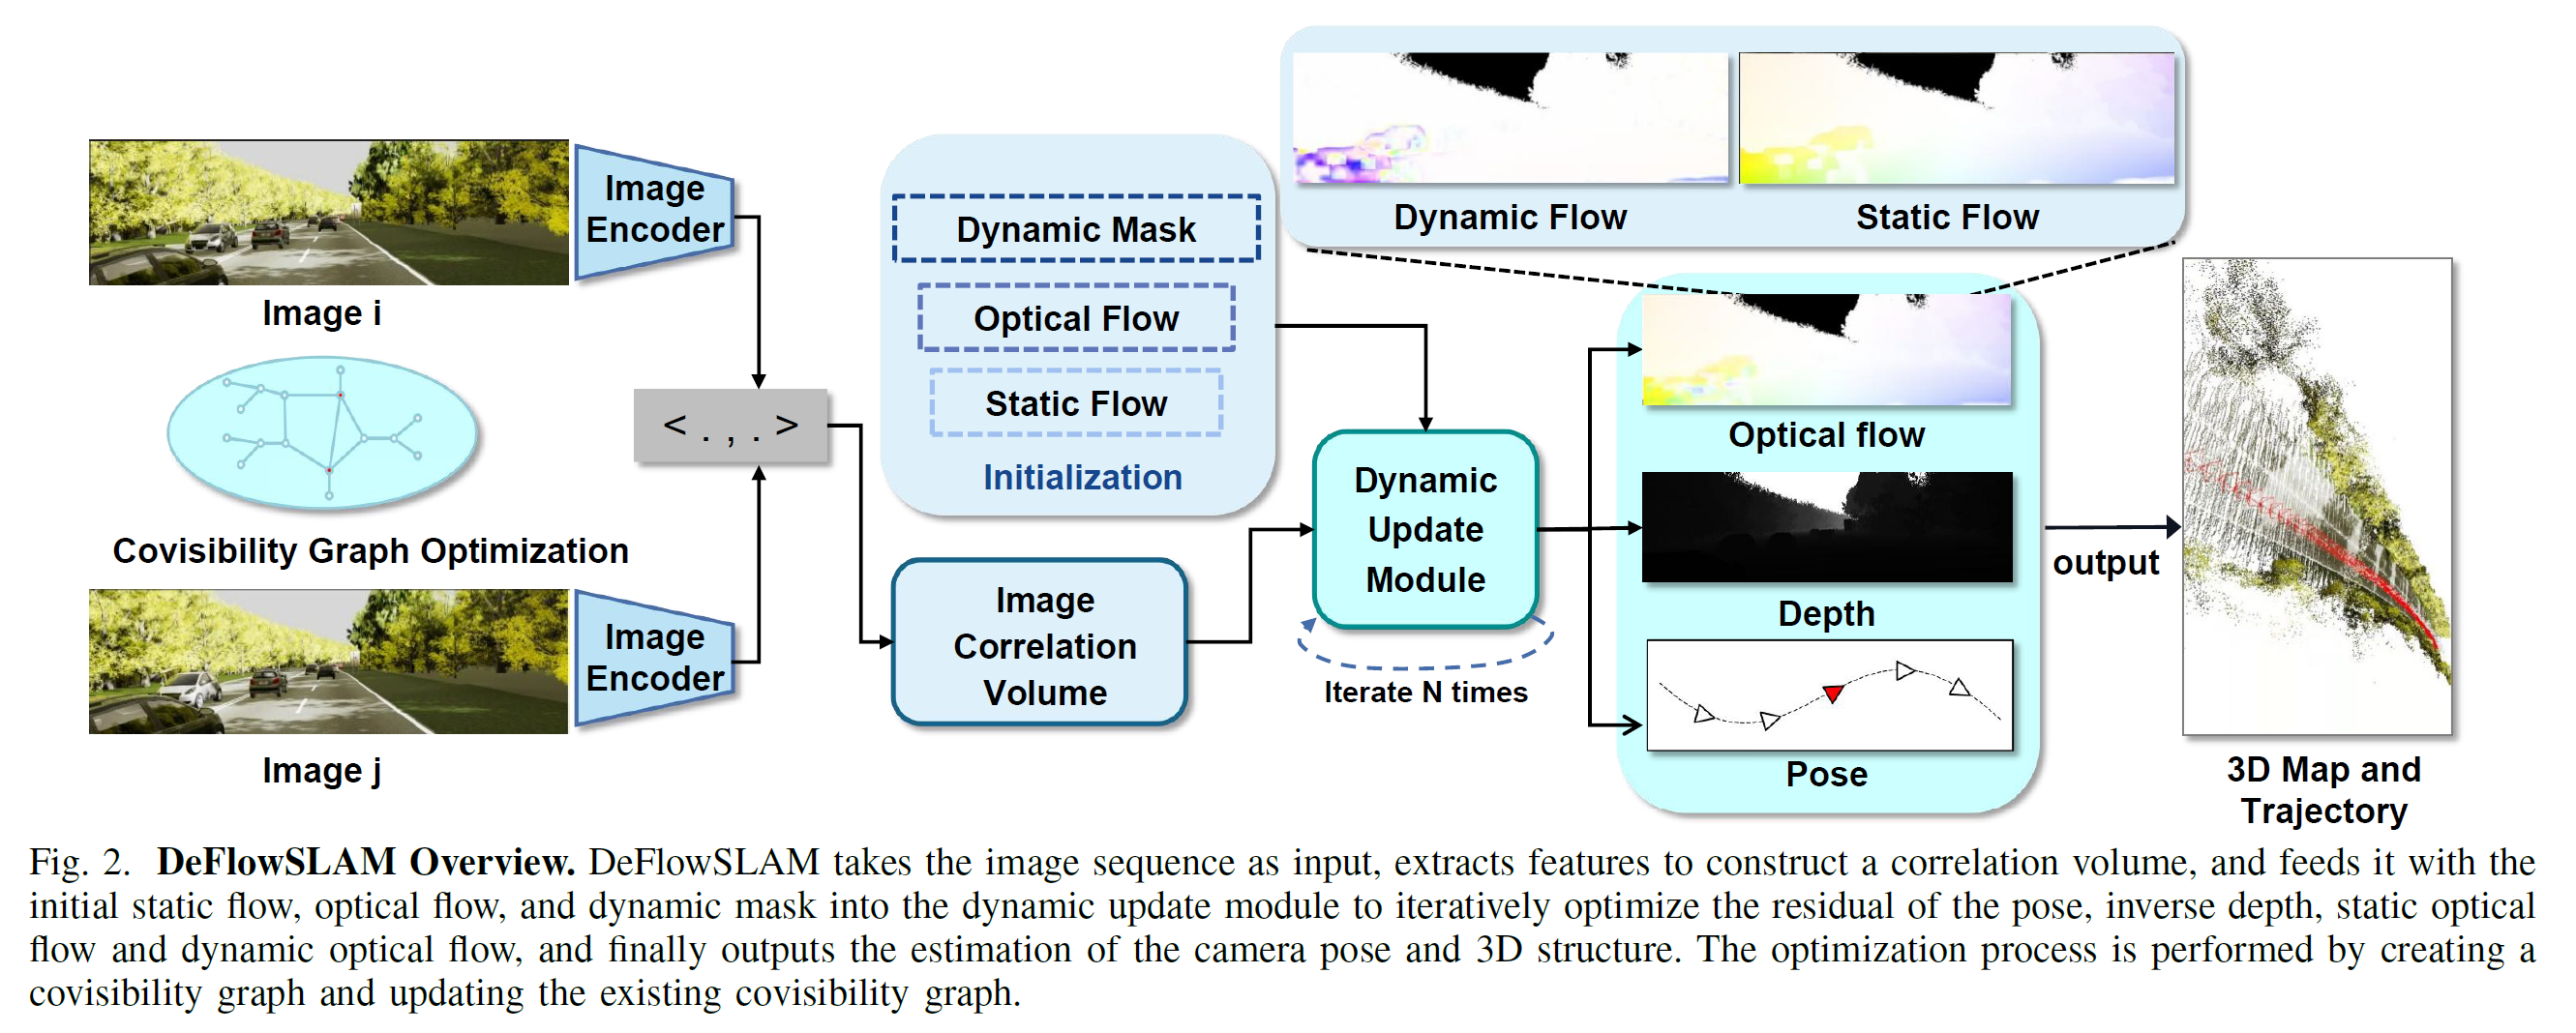 Image
Encoder
Image i
Covisibility Graph Optimization
Image
Encoder
Image j
< . , . >
Dynamic Mask
Optical Flow
Static Flow
Initialization
Image
Correlation
Volume
Dynamic
Update
Module
Iterate N times
Dynamic Flow
Static Flow
Optical flow
Depth
Pose
output
3D Map and
Trajectory
Fig. 2. DeFlowSLAM Overview. DeFlowSLAM takes the image sequence as input, extracts features to construct a correlation volume, and feeds it with the
initial static flow, optical flow, and dynamic mask into the dynamic update module to iteratively optimize the residual of the pose, inverse depth, static optical
flow and dynamic optical flow, and finally outputs the estimation of the camera pose and 3D structure. The optimization process is performed by creating a
covisibility graph and updating the existing covisibility graph.